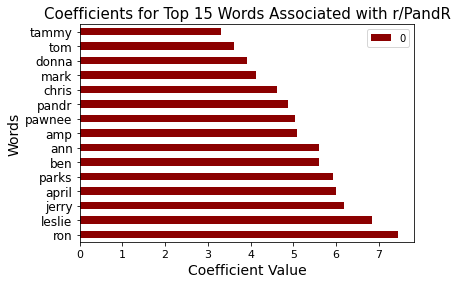 Coefficients for Top 15 Words Associated with r/PandR
0
Words
tammy
tom
donna
mark
chris
pandr
pawnee
amp
ann
ben
parks
april
jerry
leslie
ron
0 1 2 3 4 5 6 7
Coefficient Value